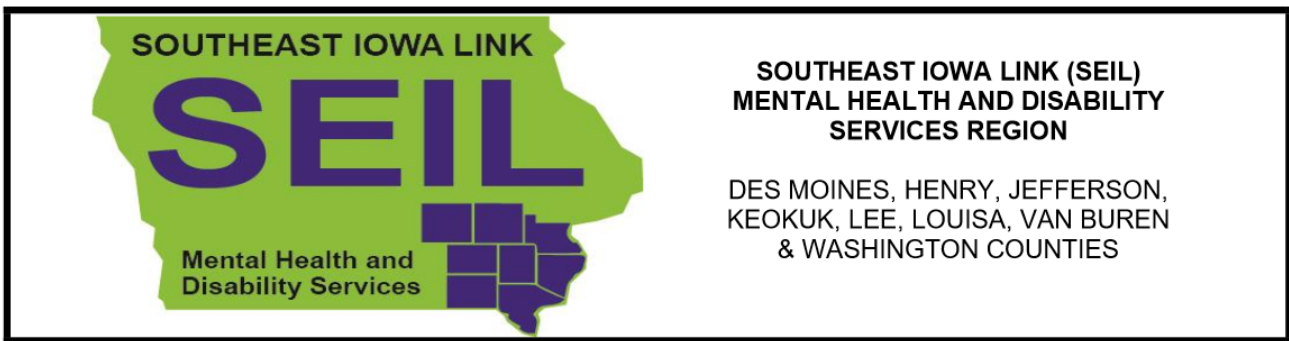 SOUTHEAST IOWA LINK
SEIL
Mental Health and
Disability Services
SOUTHEAST IOWA LINK (SEIL)
MENTAL HEALTH AND DISABILITY
SERVICES REGION
DES MOINES, HENRY, JEFFERSON,
KEOKUK, LEE, LOUISA, VAN BUREN
& WASHINGTON COUNTIES